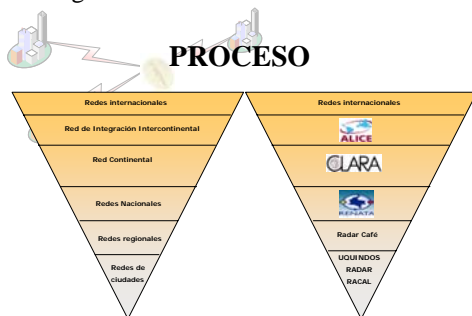 PROCESO
Redes internacionales
Red de Integración Intercontinental
Red Continental
Redes Nacionales
Redes regionales
Redes de
ciudades
Redes internacionales
ALICE
CLARA
RENATA
Radar Café
UQUINDOS
RADAR
RACAL